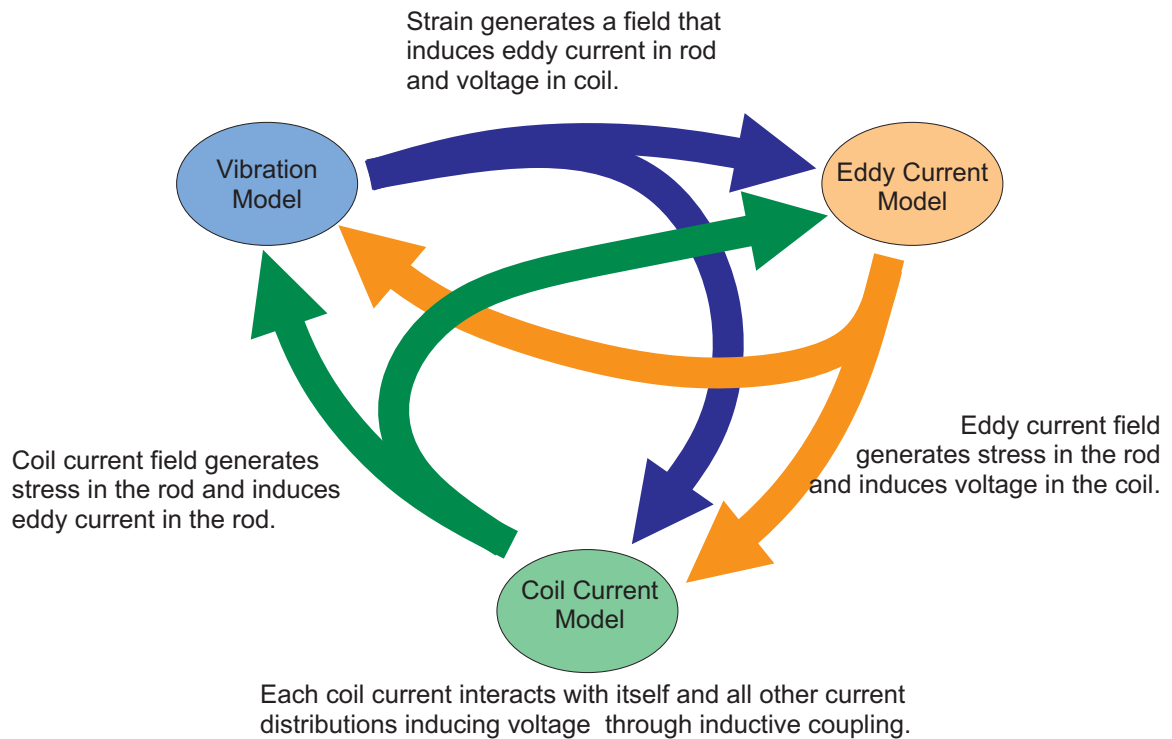 Strain generates a field that
induces eddy current in rod
and voltage in coil.
Vibration
Model
Eddy Current
Model
Coil current field generates
stress in the rod and induces
eddy current in the rod.
Eddy current field
generates stress in the rod
and induces voltage in the coil.
Coil Current
Model
Each coil current interacts with itself and all other current
distributions inducing voltage through inductive coupling.